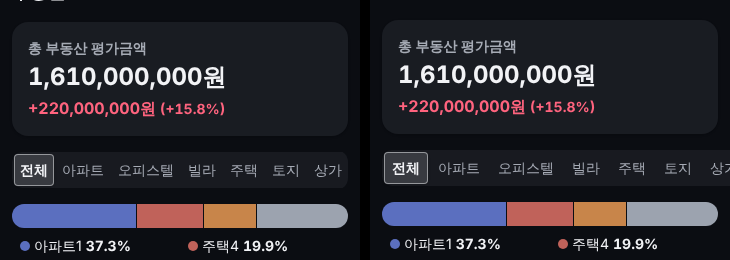 총 부동산 평가금액
1,610,000,000원
+220,000,000원 (+15.8%)
전체 아파트 오피스텔 빌라 주택 토지 상가
아파트1 37.3% 주택4 19.9%
총 부동산 평가금액
1,610,000,000원
+220,000,000원 (+15.8%)
전체 아파트 오피스텔 빌라 주택 토지
아파트1 37.3% 주택4 19.9%